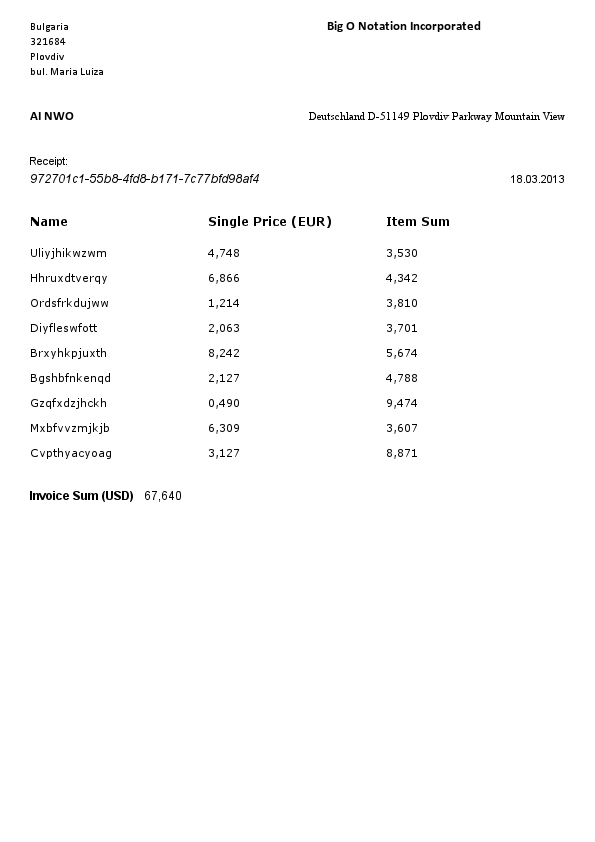 Bulgaria
321684
Plovdiv
bul. Maria Luiza
Big O Notation Incorporated
AI NWO
Deutschland D-51149 Plovdiv Parkway Mountain View
Receipt:
972701c1-55b8-4fd8-b171-7c77bfd98af4
18.03.2013
Name Single Price (EUR) Item Sum
Uliyjhikwzwm 4,748 3,530
Hhruxdtverqy 6,866 4,342
Ordsfrkdujww 1,214 3,810
Diyfleswfott 2,063 3,701
Brxyhkpjuxth 8,242 5,674
Bgshbfnkenqd 2,127 4,788
Gzqfxdzjhckh 0,490 9,474
Mxbfvvzmjkjb 6,309 3,607
Cvpthyacyoag 3,127 8,871
Invoice Sum (USD) 67,640